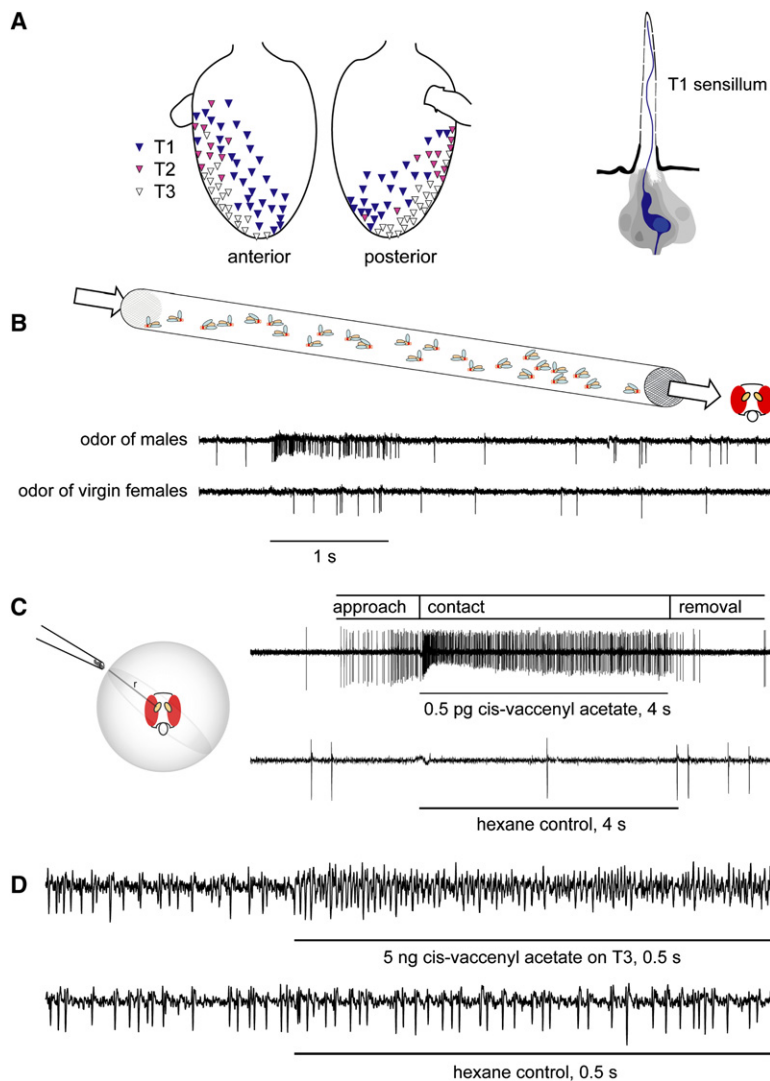 A
T1
T2
T3
anterior
posterior
T1 sensillum
B
odor of males
odor of virgin females
1 s
C
r
approach
contact
removal
0.5 pg cis-vaccenyl acetate, 4 s
hexane control, 4 s
D
5 ng cis-vaccenyl acetate on T3, 0.5 s
hexane control, 0.5 s